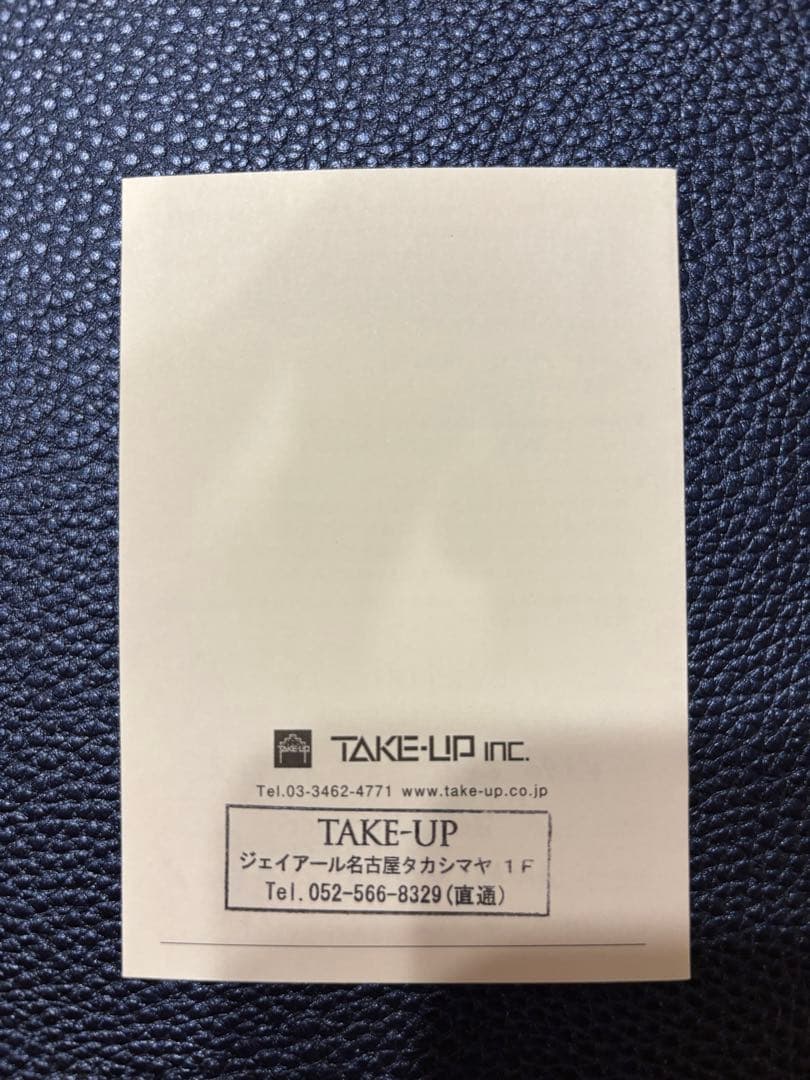 TAKE-UP
TAKE-UP INC.
Tel.03-3462-4771 www.take-up.co.jp
TAKE-UP
ジェイアール名古屋タカシマヤ 1F
Tel.052-566-8329(直通)